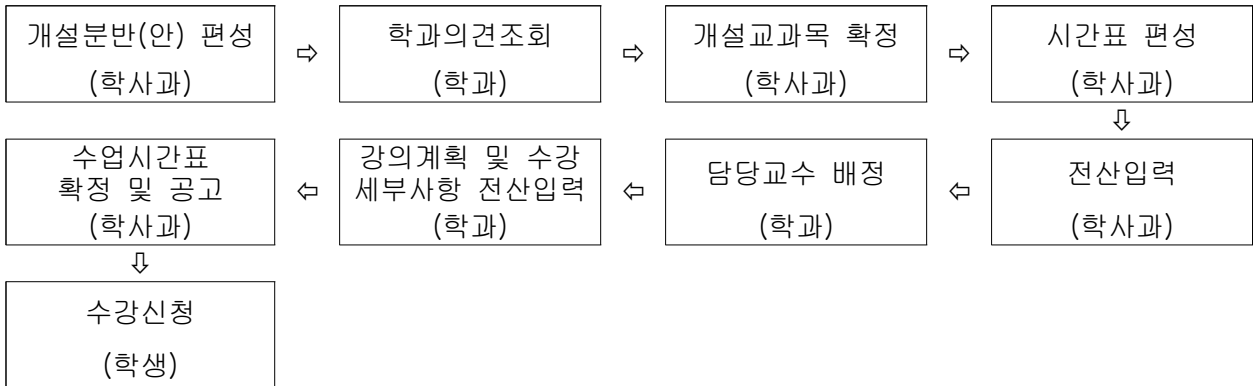 개설분반(안) 편성
(학사과)
⇨
학과의견조회
(학과)
⇨
개설교과목 확정
(학사과)
⇨
시간표 편성
(학사과)
⇩
전산입력
(학사과)
⇦
담당교수 배정
(학과)
⇦
강의계획 및 수강
세부사항 전산입력
(학과)
⇦
수업시간표
확정 및 공고
(학사과)
⇩
수강신청
(학생)